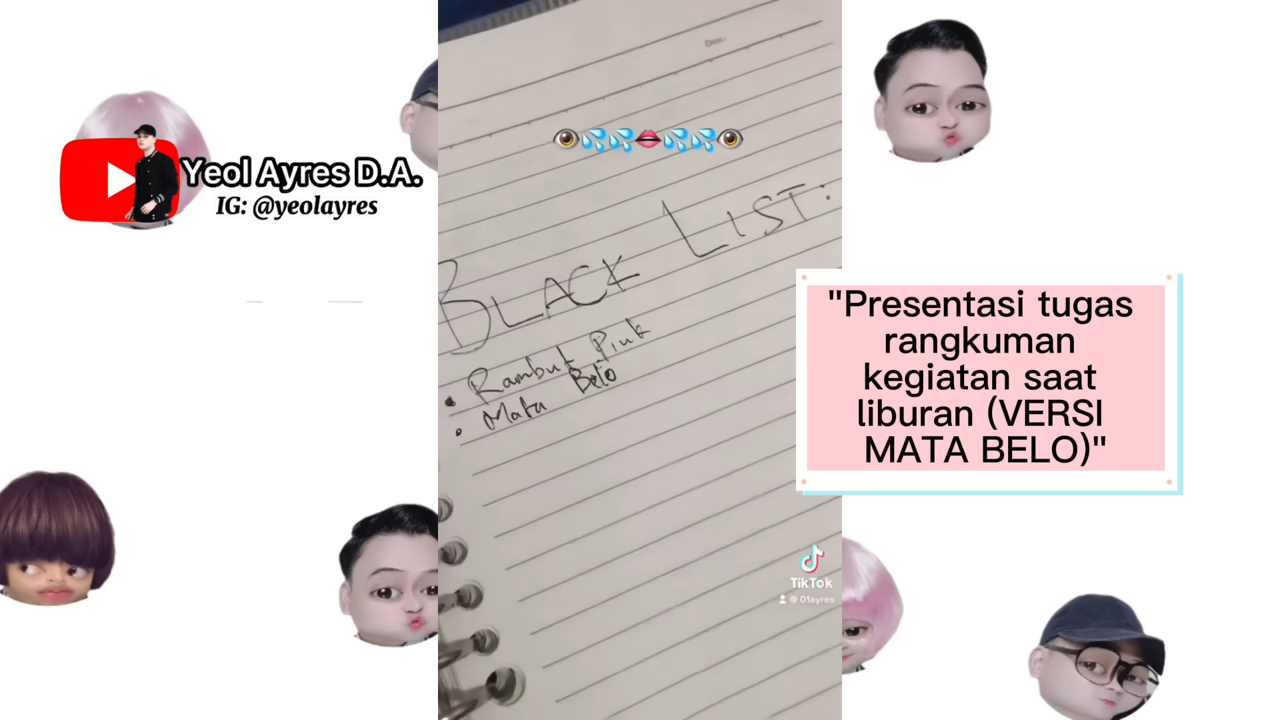 Yeol Ayres D.A.
IG: @yeolayres
BLACK LIST:
• Rambut Pink
• Mata Belo
"Presentasi tugas
rangkuman
kegiatan saat
liburan (VERSI
MATA BELO)"
TikTok
@01ayres